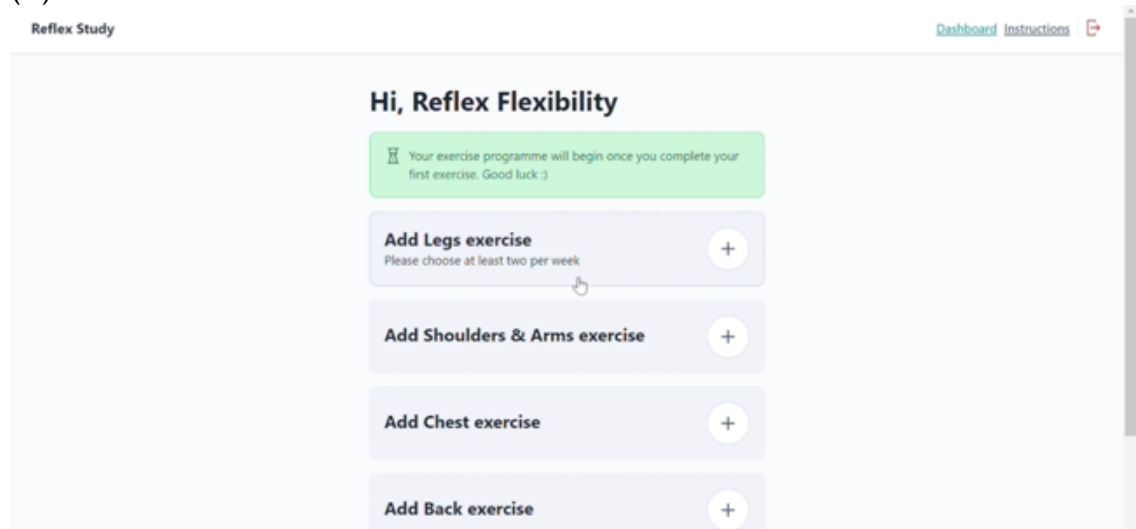 Reflex Study
Dashboard Instructions
Hi, Reflex Flexibility
Your exercise programme will begin once you complete your
first exercise. Good luck :)
Add Legs exercise
Please choose at least two per week
Add Shoulders & Arms exercise
Add Chest exercise
Add Back exercise